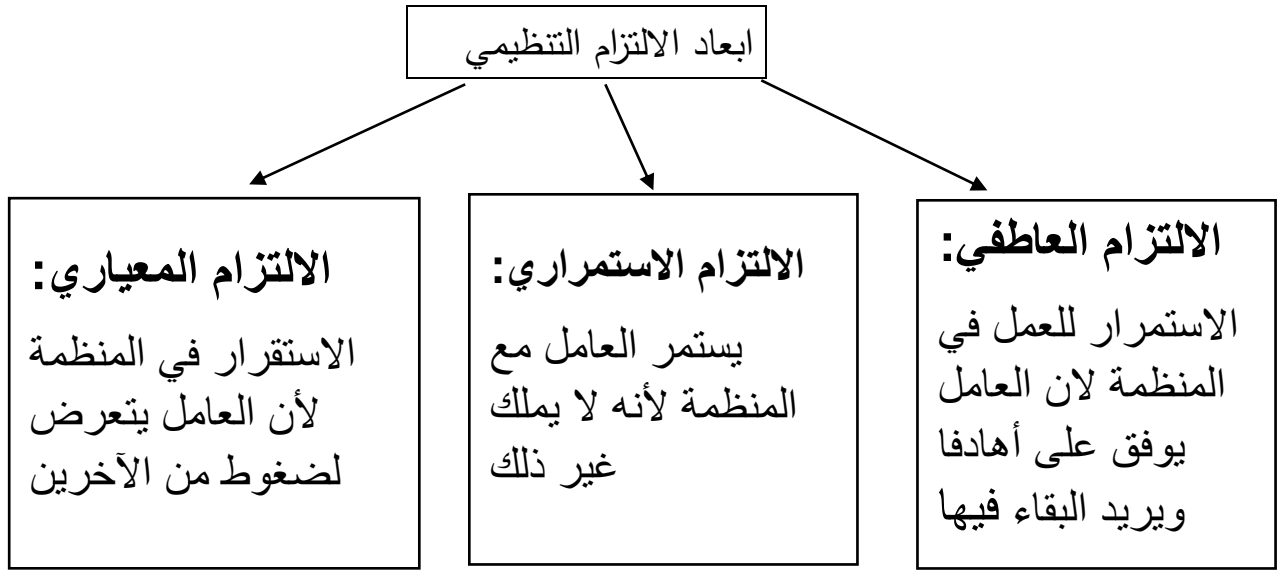 ابعاد الالتزام التنظيمي
الالتزام العاطفي:
الاستمرار للعمل في
المنظمة لان العامل
يوفق على أهادفا
ويريد البقاء فيها
الالتزام الاستمراري:
يستمر العامل مع
المنظمة لأنه لا يملك
غير ذلك
الالتزام المعياري:
الاستقرار في المنظمة
لأن العامل يتعرض
لضغوط من الآخرين